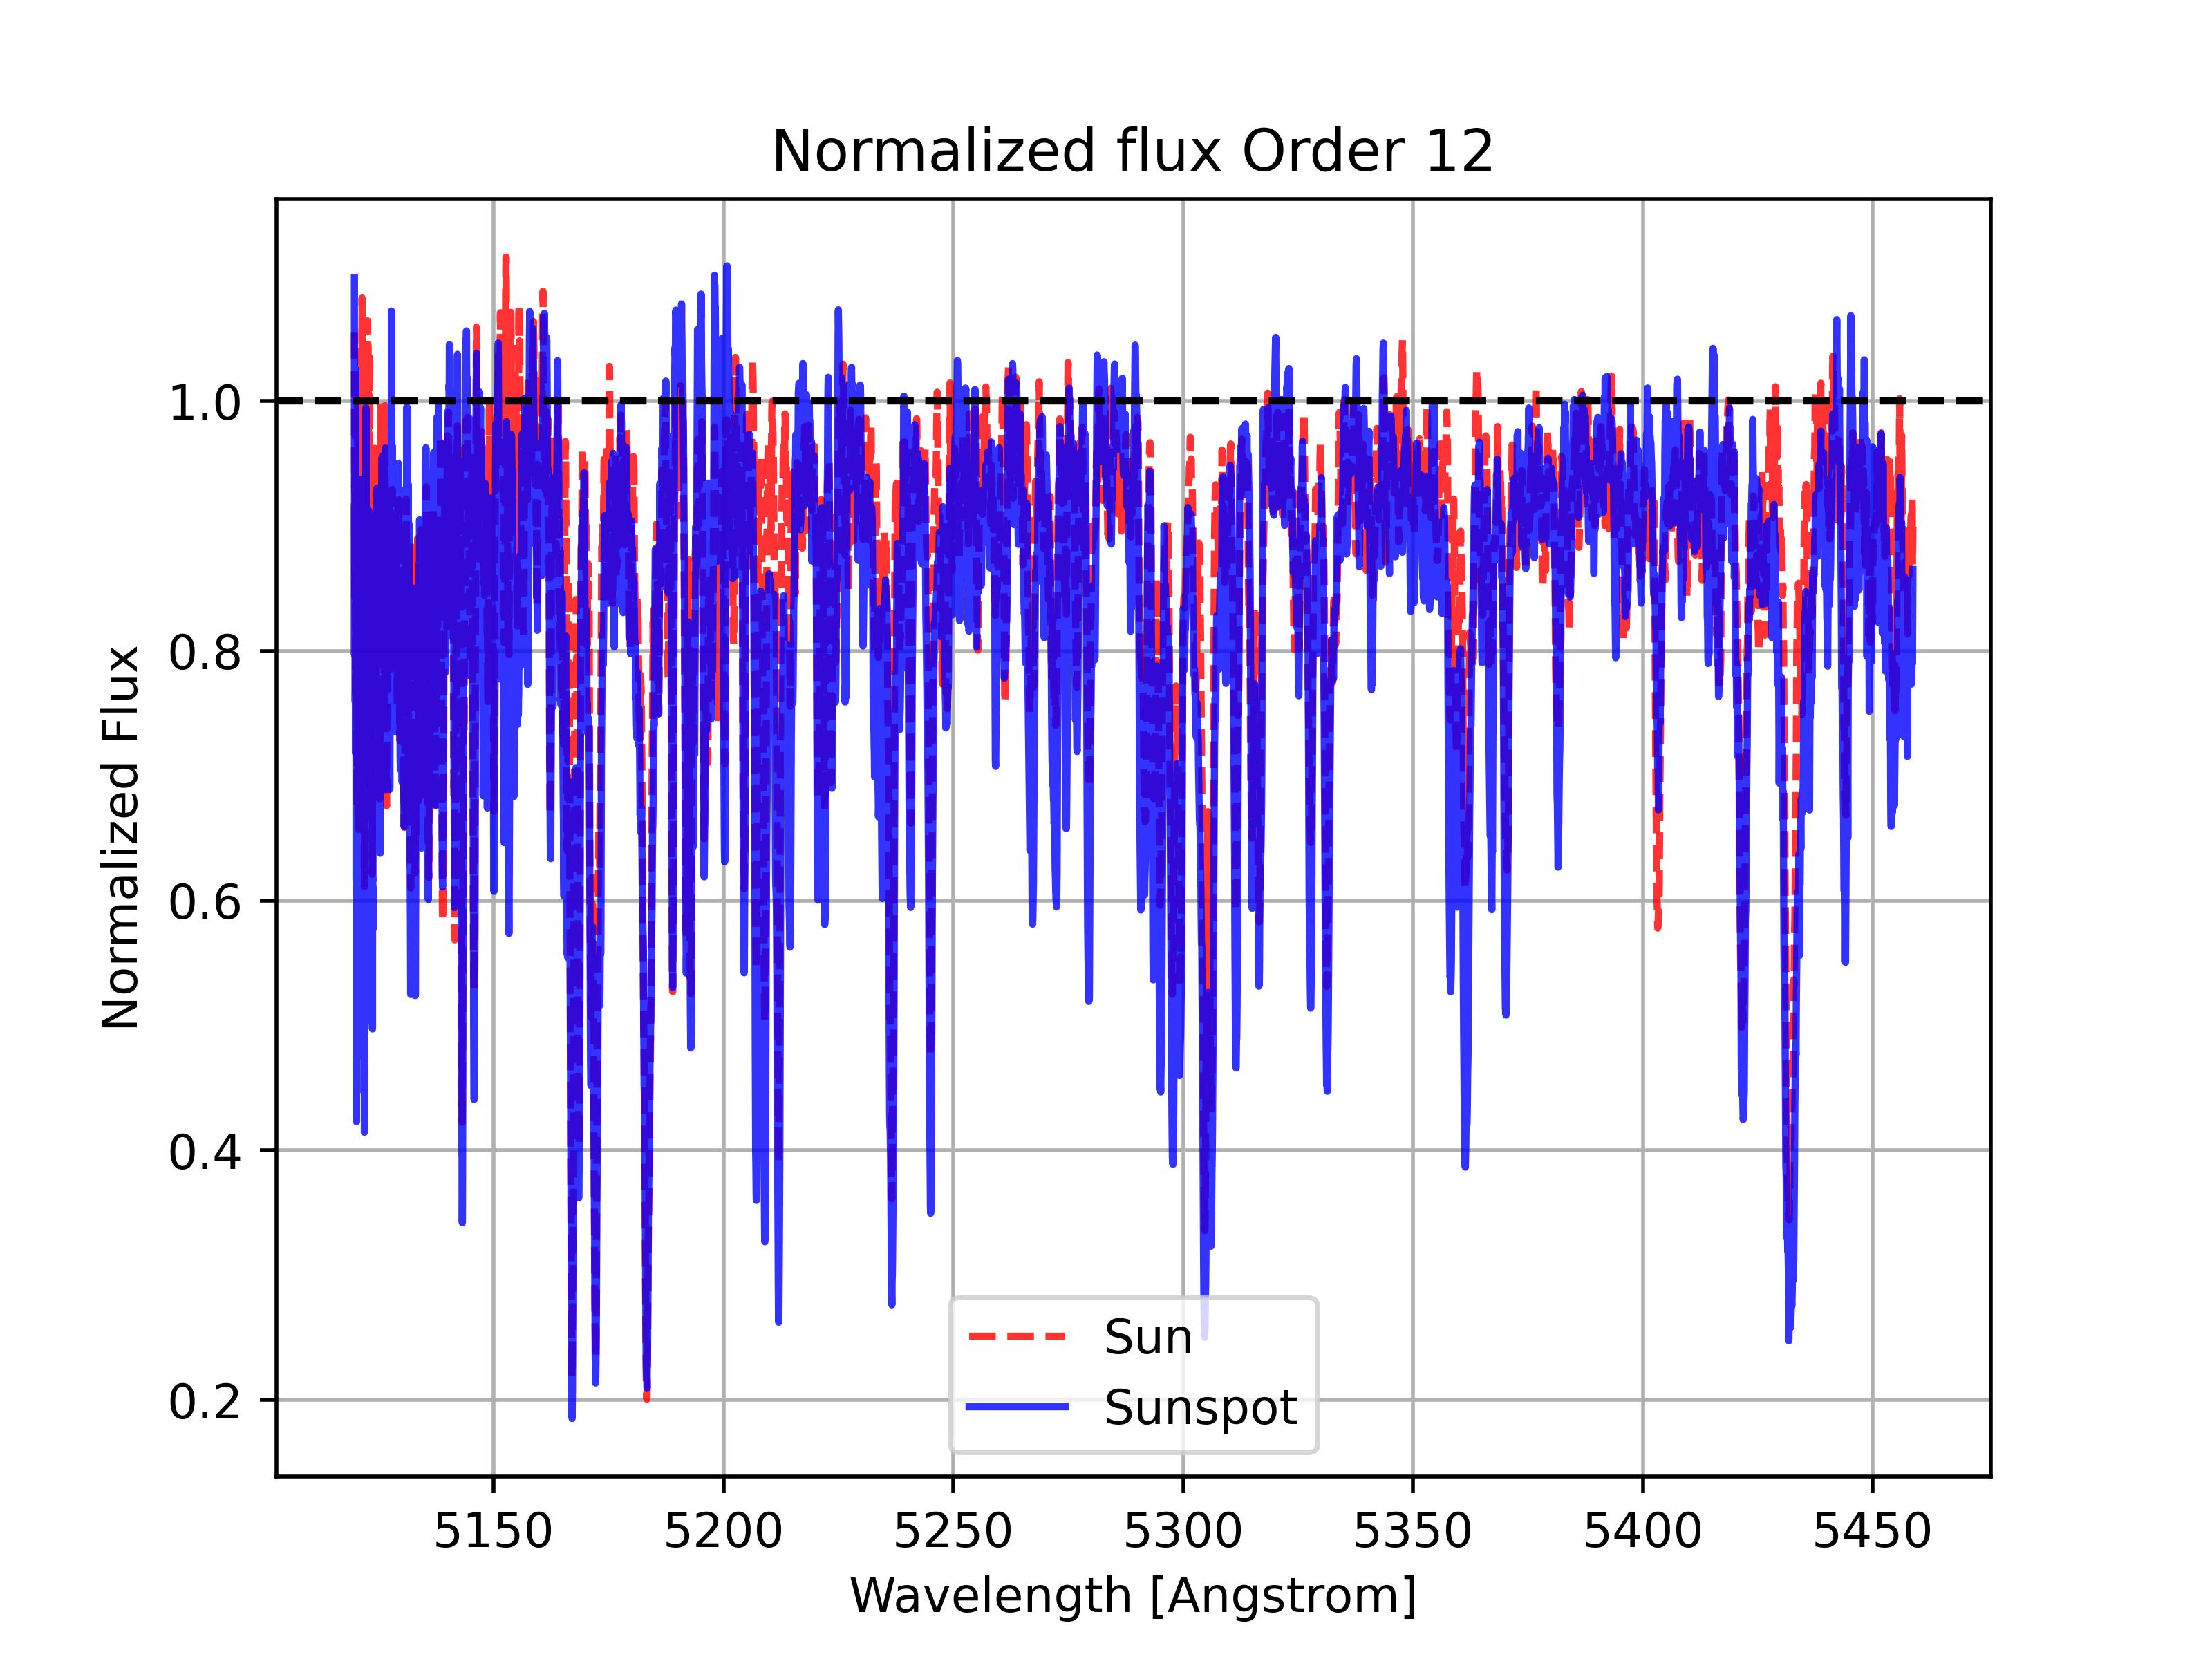 Normalized flux Order 12
Normalized Flux
1.0
0.8
0.6
0.4
0.2
Sun
Sunspot
5150 5200 5250 5300 5350 5400 5450
Wavelength [Angstrom]